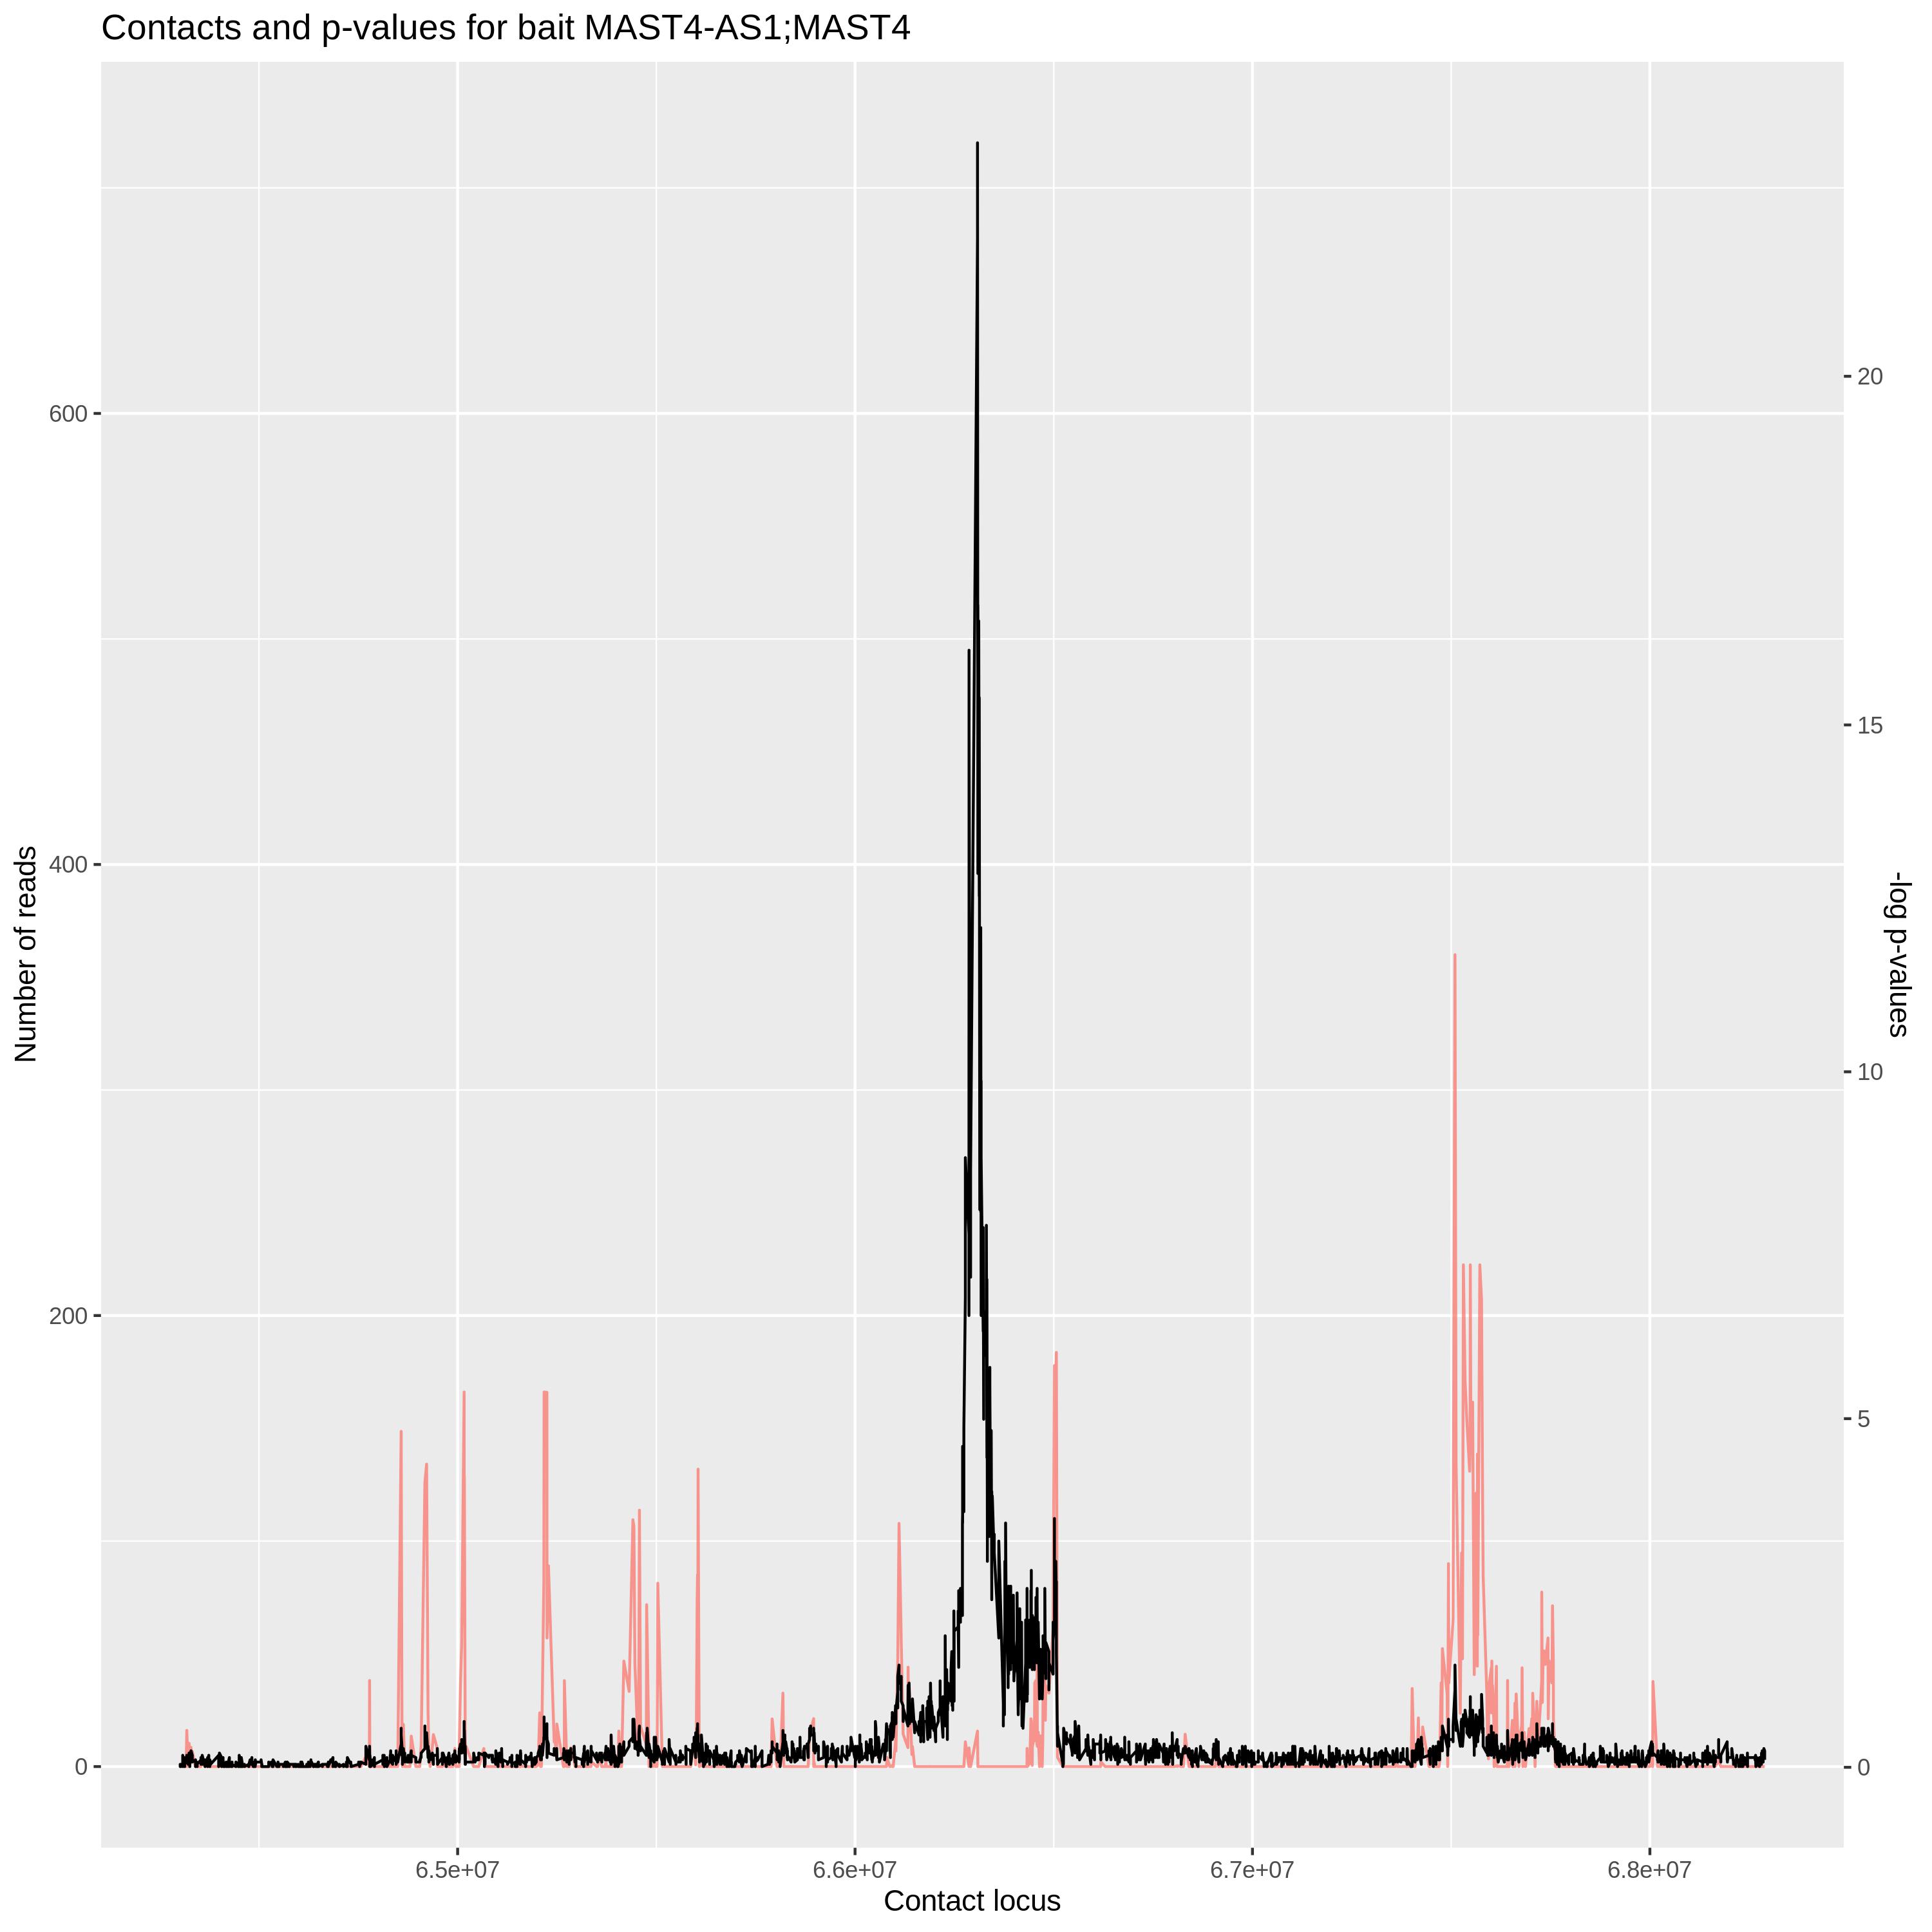 Contacts and p-values for bait MAST4-AS1;MAST4
Number of reads
600
400
200
0
20
15
10
5
0
-log p-values
6.5e+07
6.6e+07
6.7e+07
6.8e+07
Contact locus